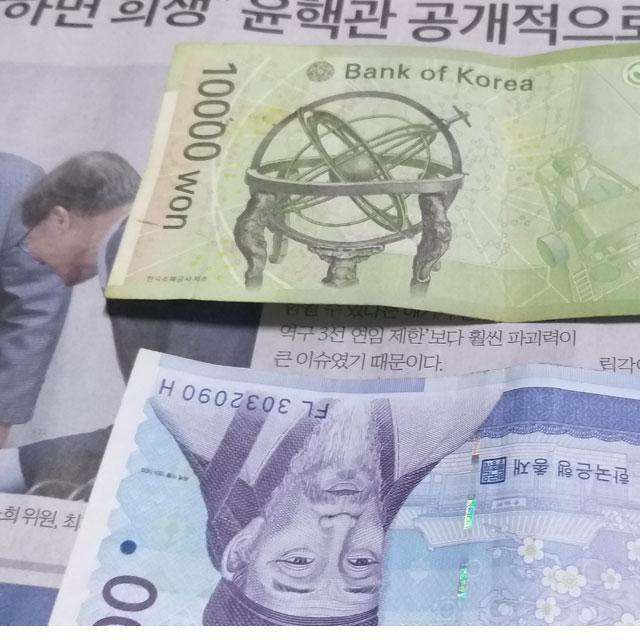 하면 희생" 윤핵관 공개적으로
Bank of Korea
10000 won
한국조폐공사 제조
역구 3선 연임 제한'보다 훨씬 파괴력이
큰 이슈였기 때문이다.
FL 3032090 H
한국은행 총재
회 위원, 최
00